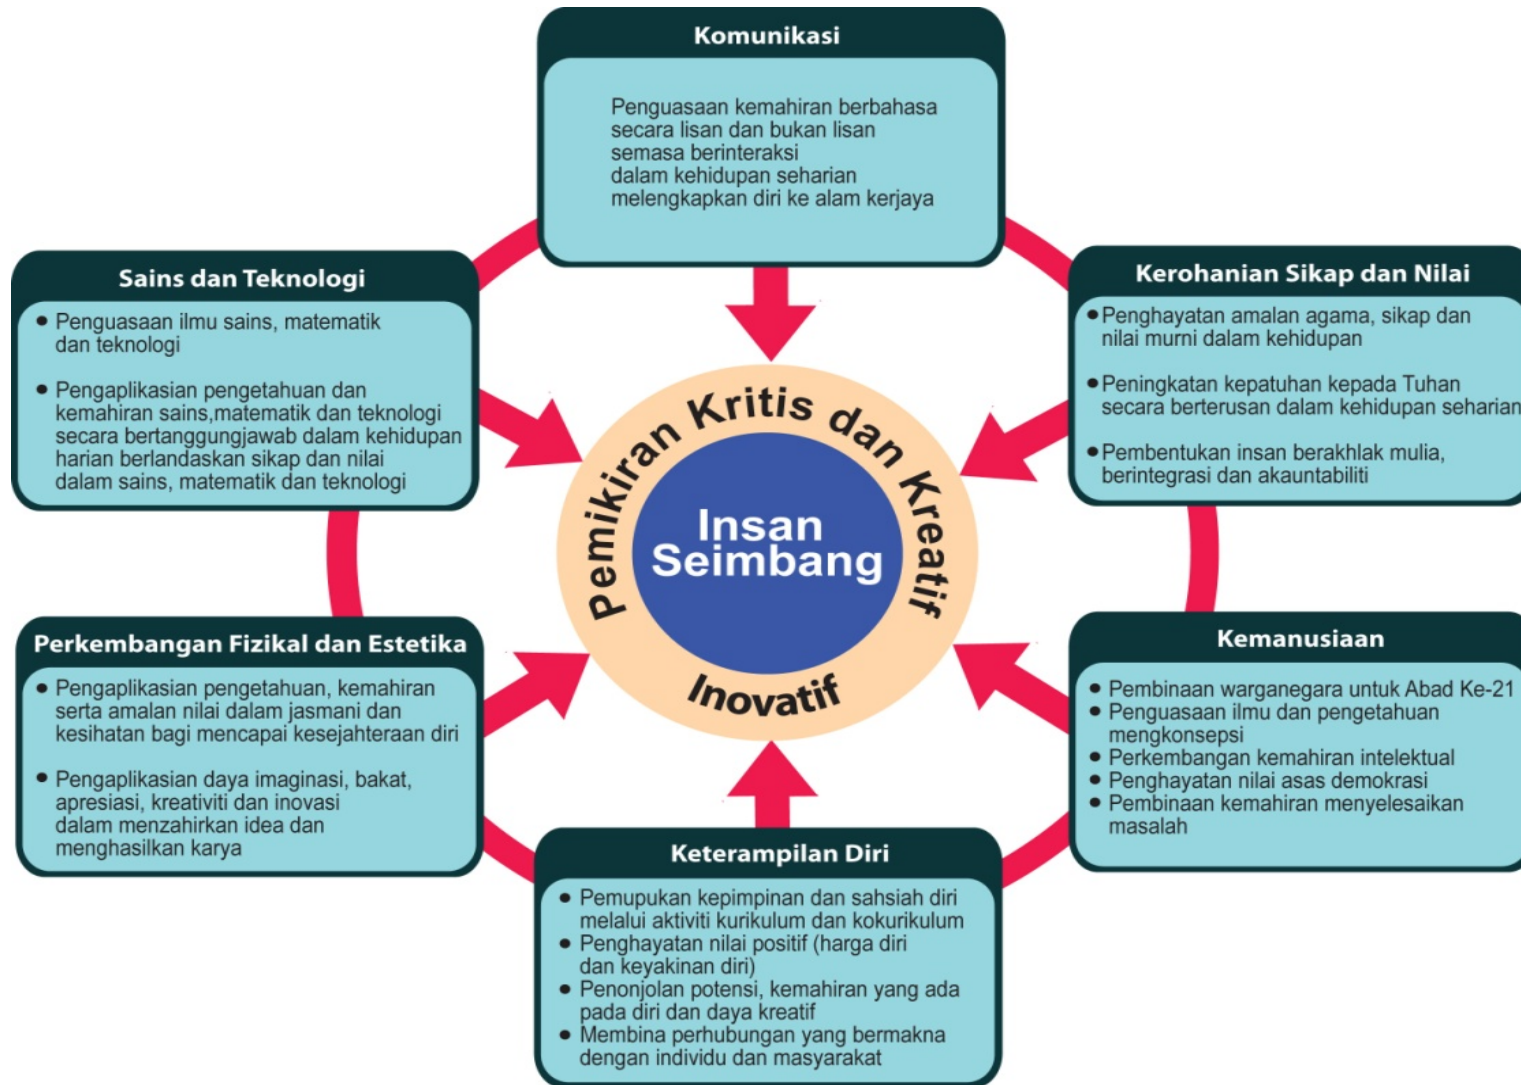 Komunikasi
Penguasaan kemahiran berbahasa
secara lisan dan bukan lisan
semasa berinteraksi
dalam kehidupan seharian
melengkapkan diri ke alam kerjaya
Sains dan Teknologi
• Penguasaan ilmu sains, matematik
dan teknologi
• Pengaplikasian pengetahuan dan
kemahiran sains,matematik dan teknologi
secara bertanggungjawab dalam kehidupan
harian berlandaskan sikap dan nilai
dalam sains, matematik dan teknologi
Kerohanian Sikap dan Nilai
• Penghayatan amalan agama, sikap dan
nilai murni dalam kehidupan
• Peningkatan kepatuhan kepada Tuhan
secara berterusan dalam kehidupan seharian
• Pembentukan insan berakhlak mulia,
berintegrasi dan akauntabiliti
Pemikiran Kritis dan Kreatif
Insan
Seimbang
Inovatif
Perkembangan Fizikal dan Estetika
• Pengaplikasian pengetahuan, kemahiran
serta amalan nilai dalam jasmani dan
kesihatan bagi mencapai kesejahteraan diri
• Pengaplikasian daya imaginasi, bakat,
apresiasi, kreativiti dan inovasi
dalam menzahirkan idea dan
menghasilkan karya
Kemanusiaan
• Pembinaan warganegara untuk Abad Ke-21
• Penguasaan ilmu dan pengetahuan
mengkonsepsi
• Perkembangan kemahiran intelektual
• Penghayatan nilai asas demokrasi
• Pembinaan kemahiran menyelesaikan
masalah
Keterampilan Diri
• Pemupukan kepimpinan dan sahsiah diri
melalui aktiviti kurikulum dan kokurikulum
• Penghayatan nilai positif (harga diri
dan keyakinan diri)
• Penonjolan potensi, kemahiran yang ada
pada diri dan daya kreatif
• Membina perhubungan yang bermakna
dengan individu dan masyarakat